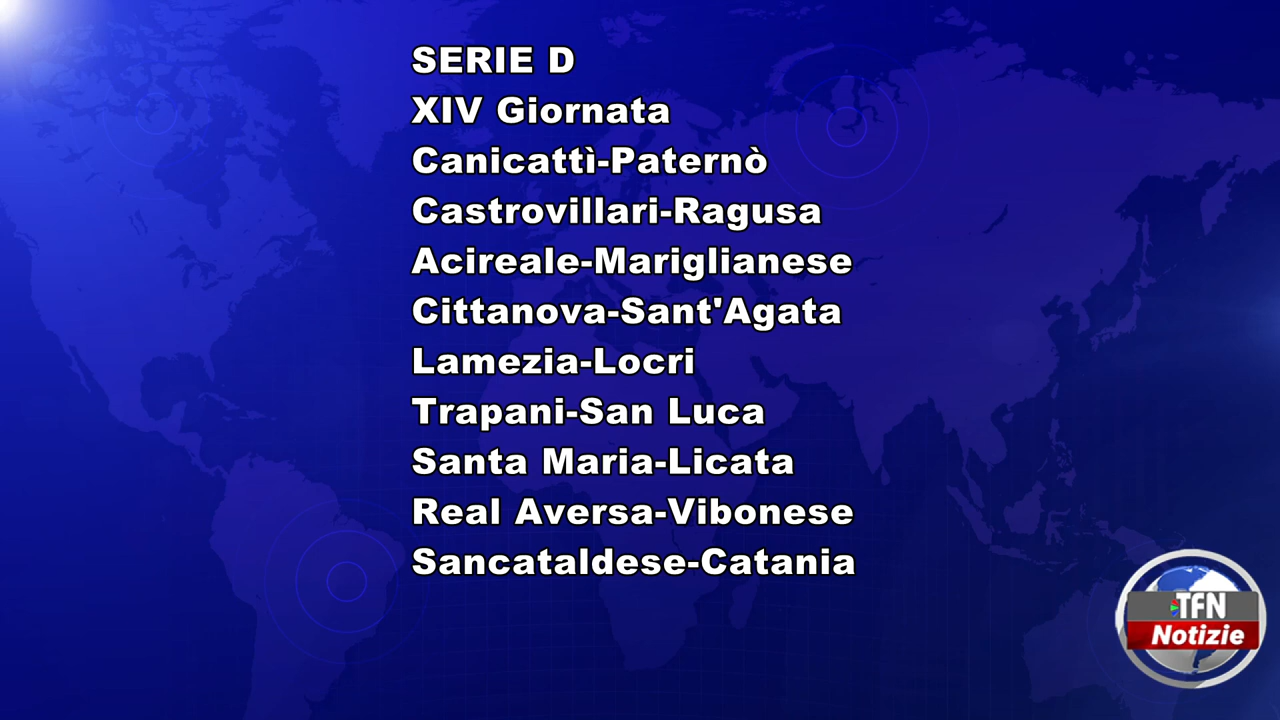 SERIE D
XIV Giornata
Canicattì-Paternò
Castrovillari-Ragusa
Acireale-Mariglianese
Cittanova-Sant'Agata
Lamezia-Locri
Trapani-San Luca
Santa Maria-Licata
Real Aversa-Vibonese
Sancataldese-Catania
TFN
Notizie